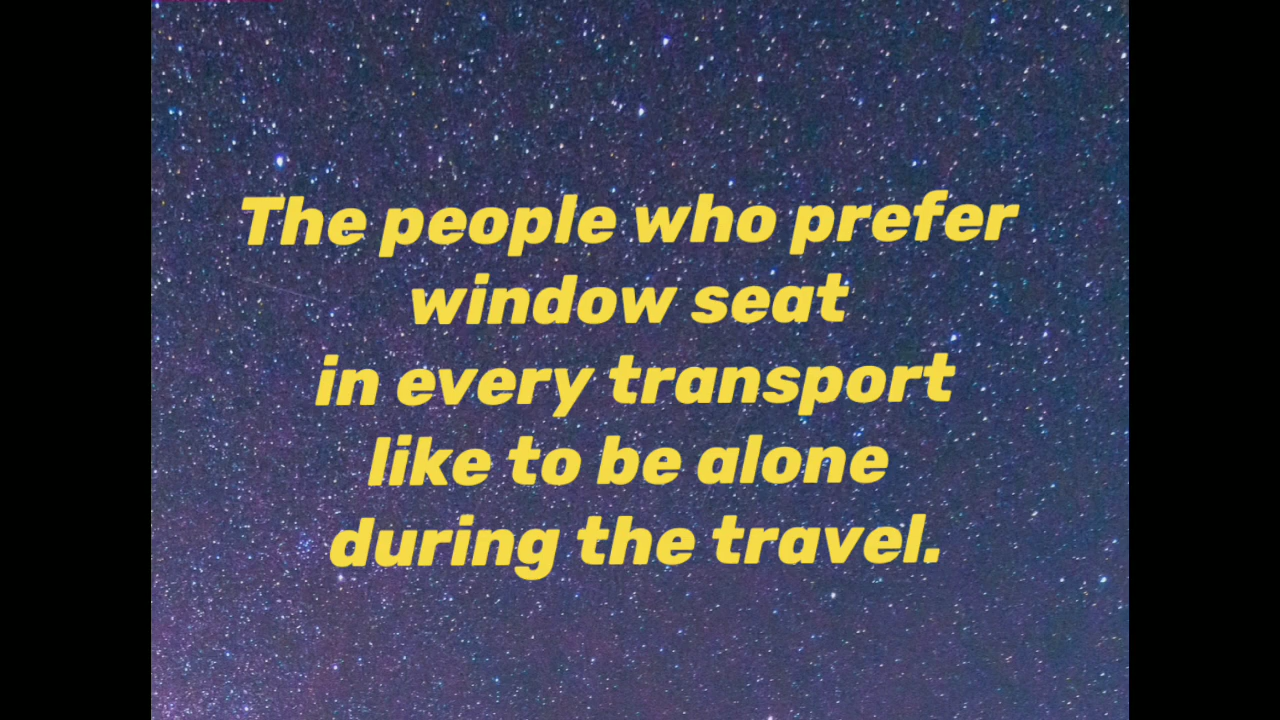 The people who prefer
window seat
in every transport
like to be alone
during the travel.